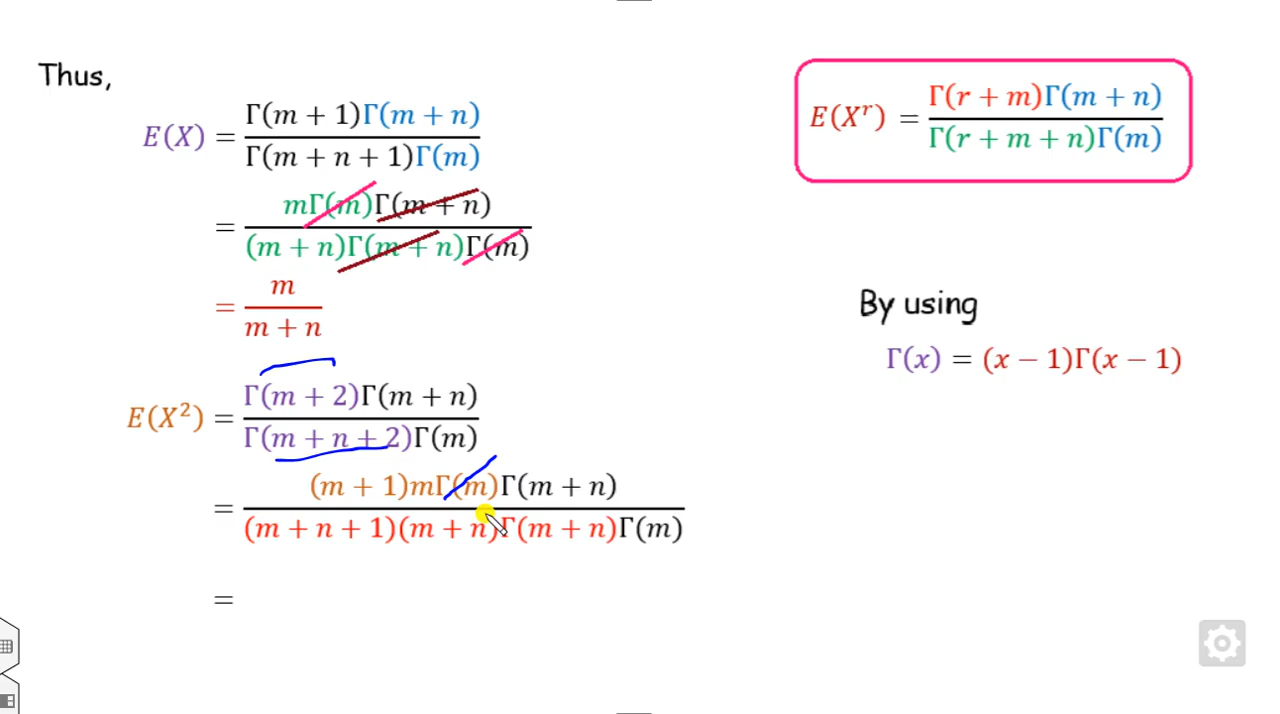 Thus,
E(X) = Γ(m + 1)Γ(m + n) / Γ(m + n + 1)Γ(m)
= mΓ(m)Γ(m + n) / (m + n)Γ(m + n)Γ(m)
= m / m + n
E(X²) = Γ(m + 2)Γ(m + n) / Γ(m + n + 2)Γ(m)
= (m + 1)mΓ(m)Γ(m + n) / (m + n + 1)(m + n)Γ(m + n)Γ(m)
=
E(Xʳ) = Γ(r + m)Γ(m + n) / Γ(r + m + n)Γ(m)
By using
Γ(x) = (x − 1)Γ(x − 1)